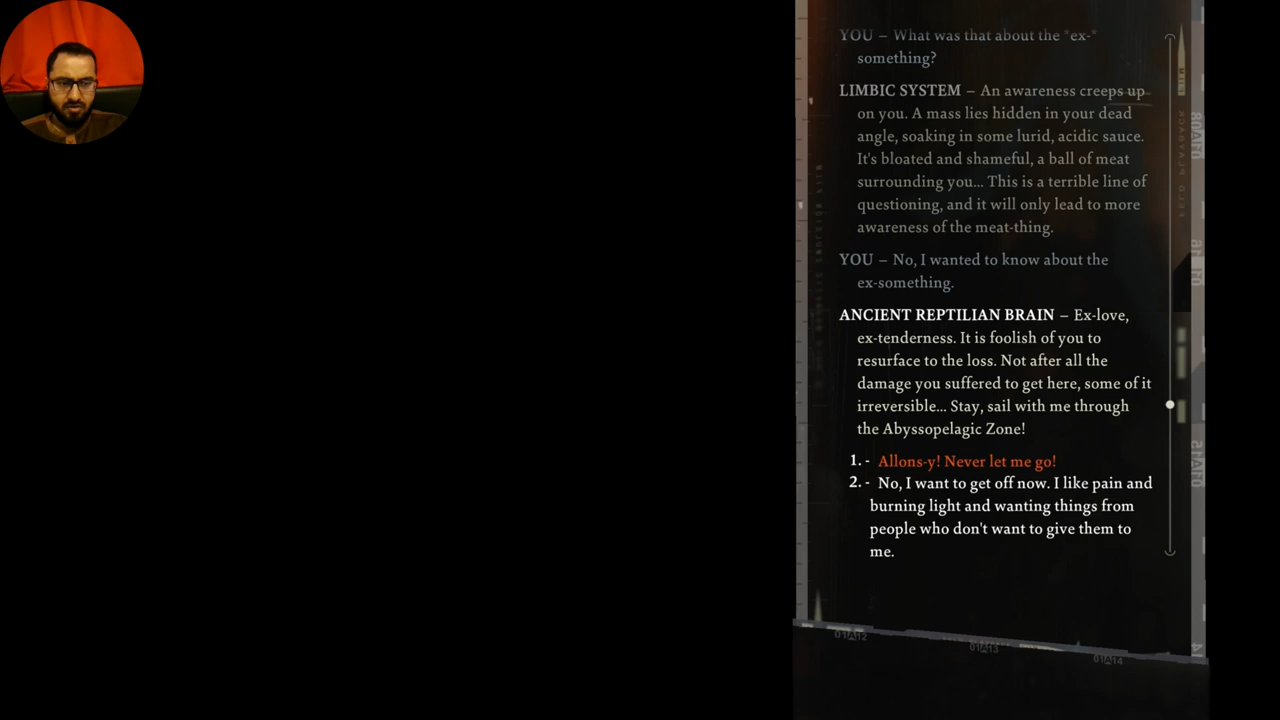 YOU – What was that about the *ex-*
something?
LIMBIC SYSTEM – An awareness creeps up
on you. A mass lies hidden in your dead
angle, soaking in some lurid, acidic sauce.
It's bloated and shameful, a ball of meat
surrounding you... This is a terrible line of
questioning, and it will only lead to more
awareness of the meat-thing.
YOU – No, I wanted to know about the
ex-something.
ANCIENT REPTILIAN BRAIN – Ex-love,
ex-tenderness. It is foolish of you to
resurface to the loss. Not after all the
damage you suffered to get here, some of it
irreversible... Stay, sail with me through
the Abyssopelagic Zone!
1. - Allons-y! Never let me go!
2. - No, I want to get off now. I like pain and
burning light and wanting things from
people who don't want to give them to
me.
01A12
01A13
01A14